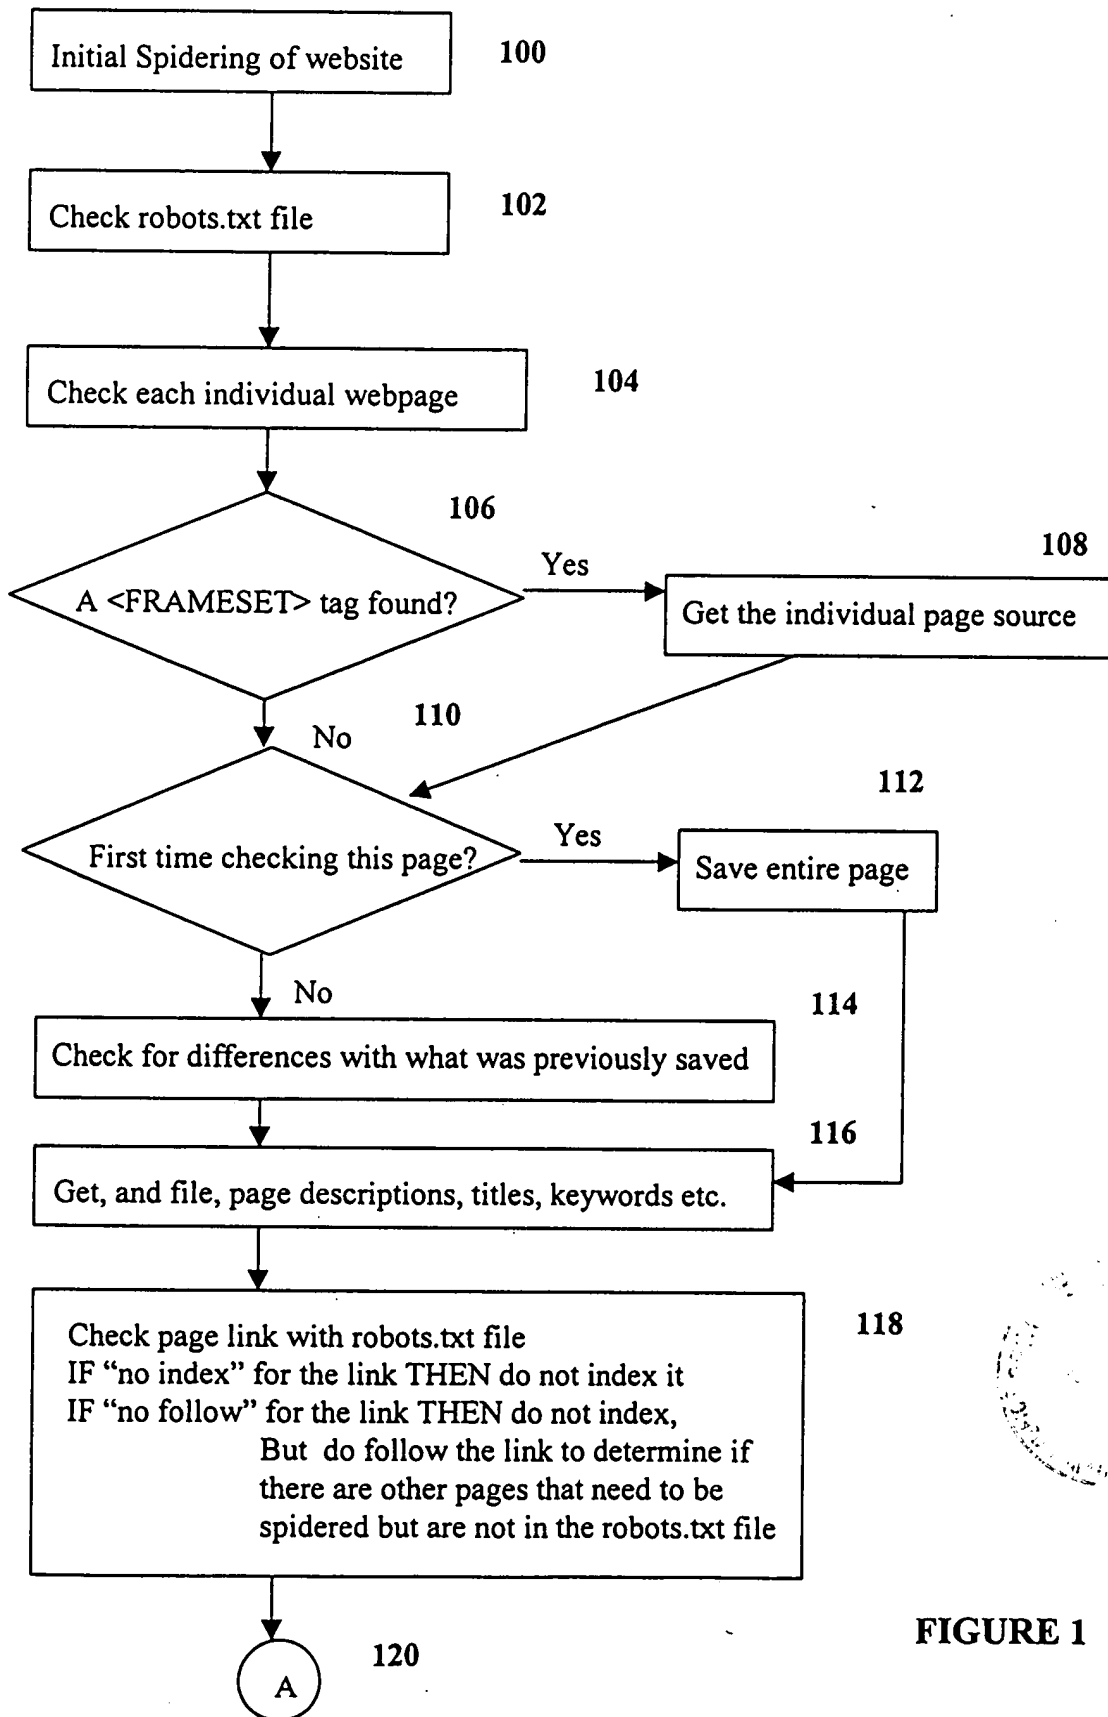 Initial Spidering of website
100
Check robots.txt file
102
Check each individual webpage
104
106
A <FRAMESET> tag found?
Yes
108
Get the individual page source
No
110
First time checking this page?
Yes
112
Save entire page
No
114
Check for differences with what was previously saved
116
Get, and file, page descriptions, titles, keywords etc.
118
Check page link with robots.txt file
IF “no index” for the link THEN do not index it
IF “no follow” for the link THEN do not index,
But do follow the link to determine if
there are other pages that need to be
spidered but are not in the robots.txt file
120
A
FIGURE 1